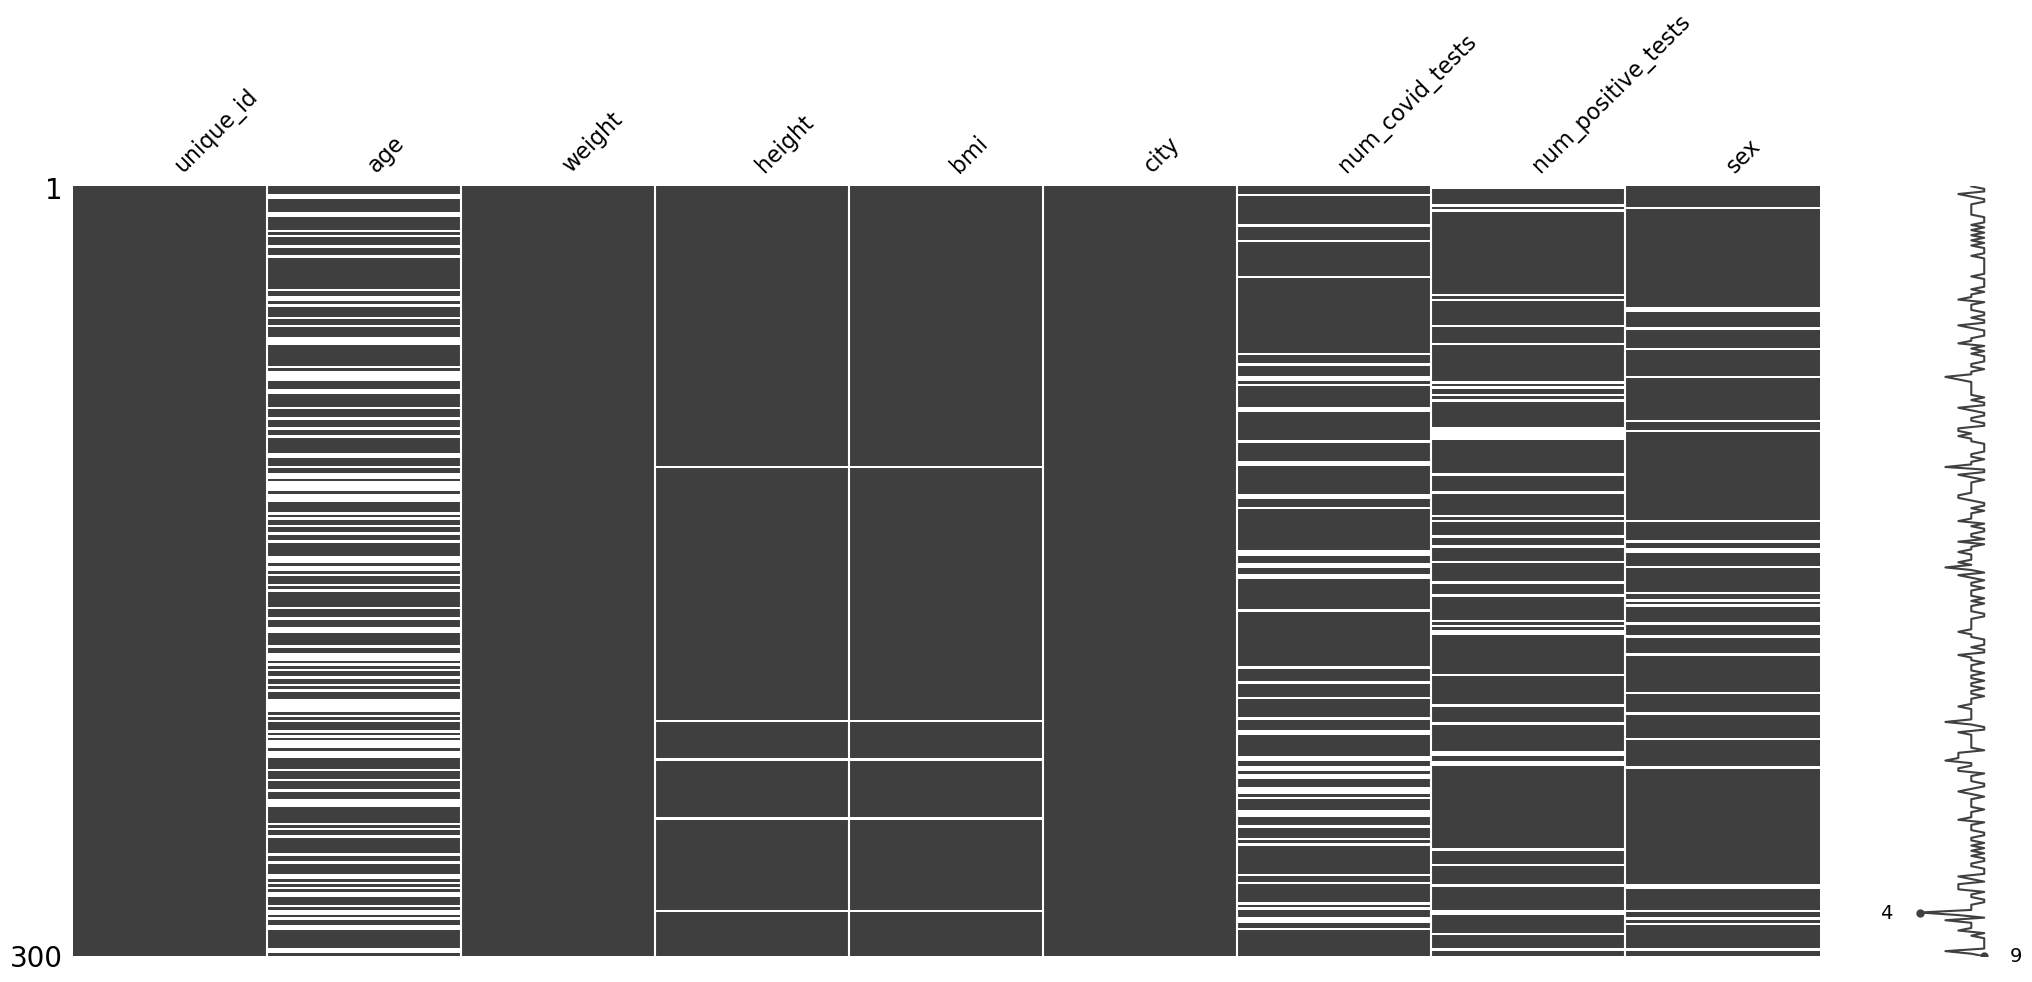 unique_id
age
weight
height
bmi
city
num_covid_tests
num_positive_tests
sex
1
4
300
9